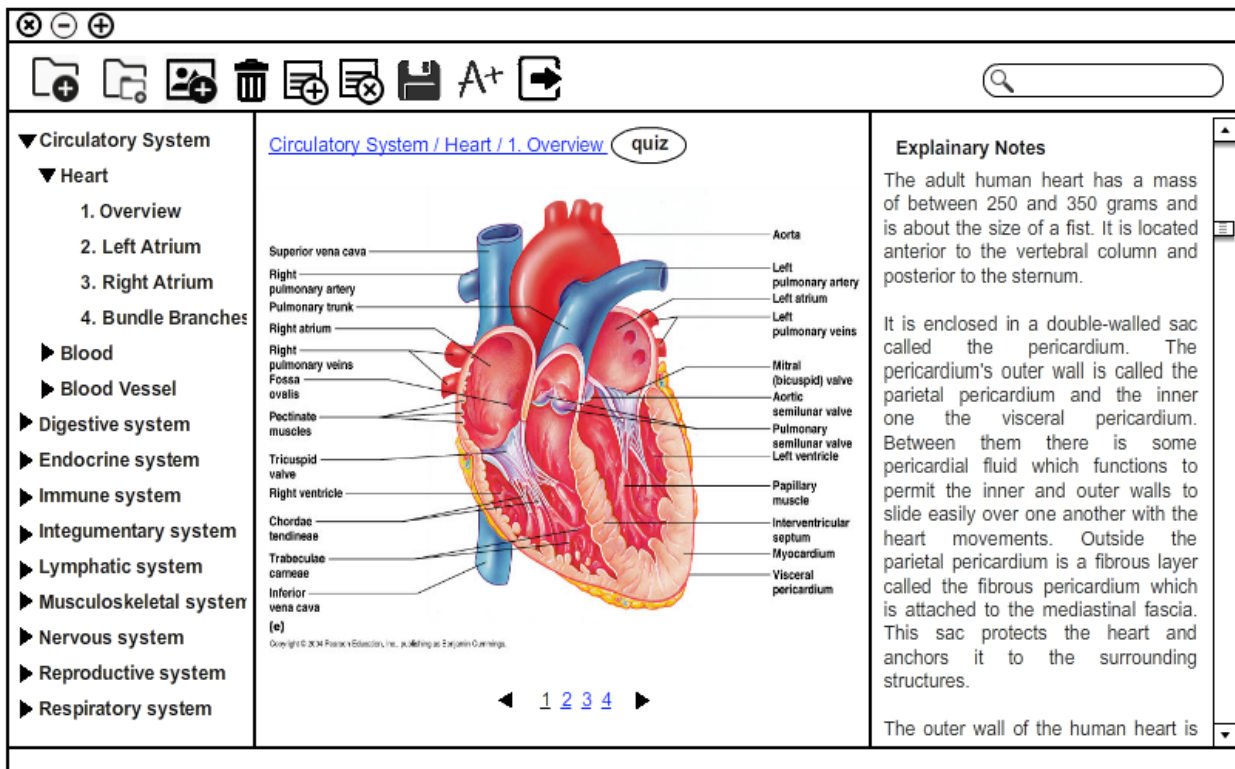 A+
Circulatory System
Heart
1. Overview
2. Left Atrium
3. Right Atrium
4. Bundle Branches
Blood
Blood Vessel
Digestive system
Endocrine system
Immune system
Integumentary system
Lymphatic system
Musculoskeletal system
Nervous system
Reproductive system
Respiratory system
Circulatory System / Heart / 1. Overview
quiz
Superior vena cava
Right
pulmonary artery
Pulmonary trunk
Right atrium
Right
pulmonary veins
Fossa
ovalis
Pectinate
muscles
Tricuspid
valve
Right ventricle
Chordae
tendineae
Trabeculae
carneae
Inferior
vena cava
(e)
Copyright © 2004 Pearson Education, Inc., publishing as Benjamin Cummings.
Aorta
Left
pulmonary artery
Left atrium
Left
pulmonary veins
Mitral
(bicuspid) valve
Aortic
semilunar valve
Pulmonary
semilunar valve
Left ventricle
Papillary
muscle
Interventricular
septum
Myocardium
Visceral
pericardium
1 2 3 4
Explainary Notes
The adult human heart has a mass
of between 250 and 350 grams and
is about the size of a fist. It is located
anterior to the vertebral column and
posterior to the sternum.
It is enclosed in a double-walled sac
called the pericardium. The
pericardium's outer wall is called the
parietal pericardium and the inner
one the visceral pericardium.
Between them there is some
pericardial fluid which functions to
permit the inner and outer walls to
slide easily over one another with the
heart movements. Outside the
parietal pericardium is a fibrous layer
called the fibrous pericardium which
is attached to the mediastinal fascia.
This sac protects the heart and
anchors it to the surrounding
structures.
The outer wall of the human heart is